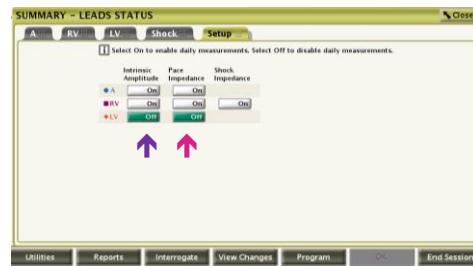 SUMMARY - LEADS STATUS Close
A RV LV Shock Setup
i Select On to enable daily measurements. Select Off to disable daily measurements.
Intrinsic Amplitude Pace Impedance Shock Impedance
A On On
RV On On On
LV Off Off
Utilities Reports Interrogate View Changes Program OK End Session